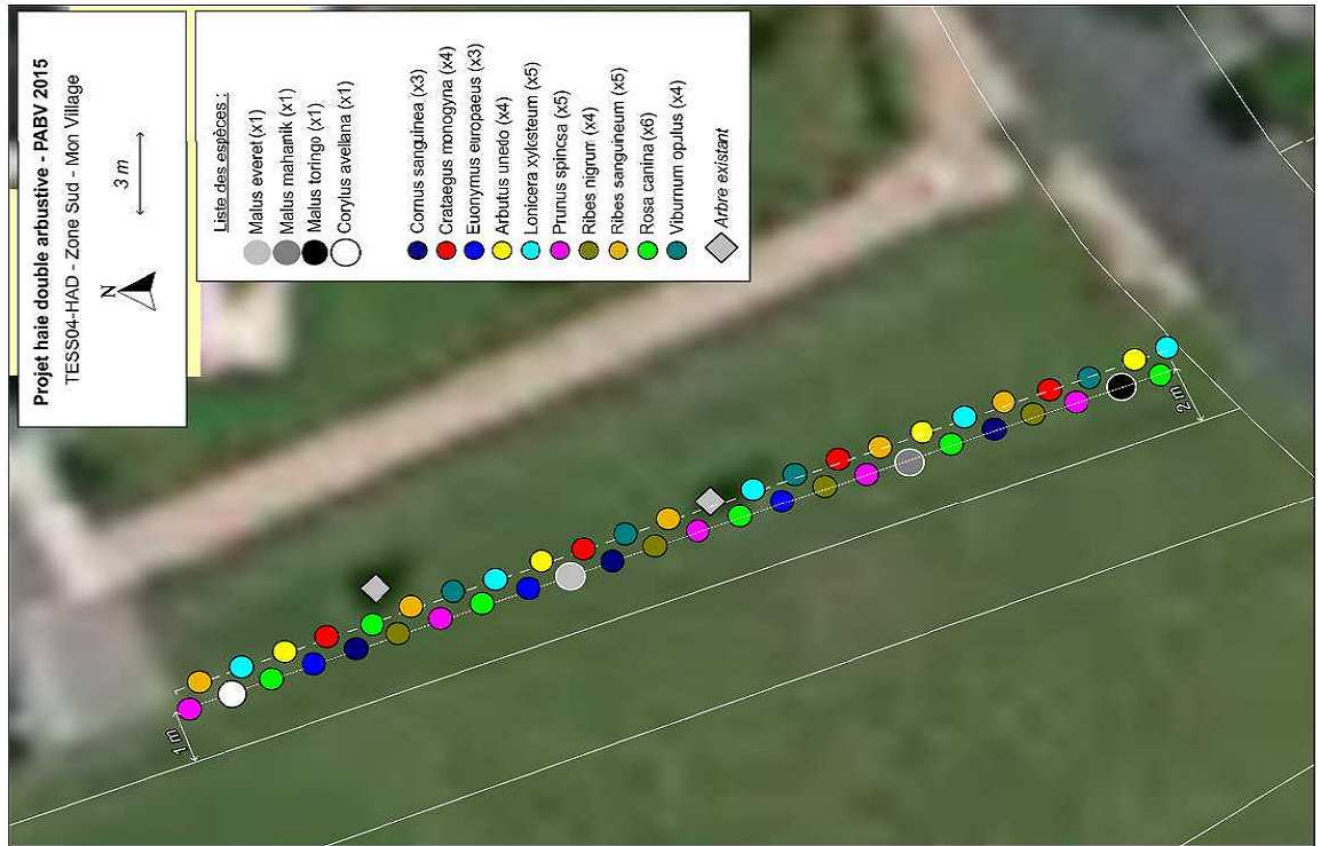 Projet haie double arbustive - PABV 2015
TESS04-HAD - Zone Sud - Mon Village
N
3 m
Liste des espèces :
Malus everet (x1)
Malus mahamik (x1)
Malus toringo (x1)
Corylus avellana (x1)
Cornus sanguinea (x3)
Crataegus monogyna (x4)
Euonymus europaeus (x3)
Arbutus unedo (x4)
Lonicera xylosteum (x5)
Prunus spinosa (x5)
Ribes nigrum (x4)
Ribes sanguineum (x5)
Rosa canina (x6)
Viburnum opulus (x4)
Arbre existant
1 m
2 m